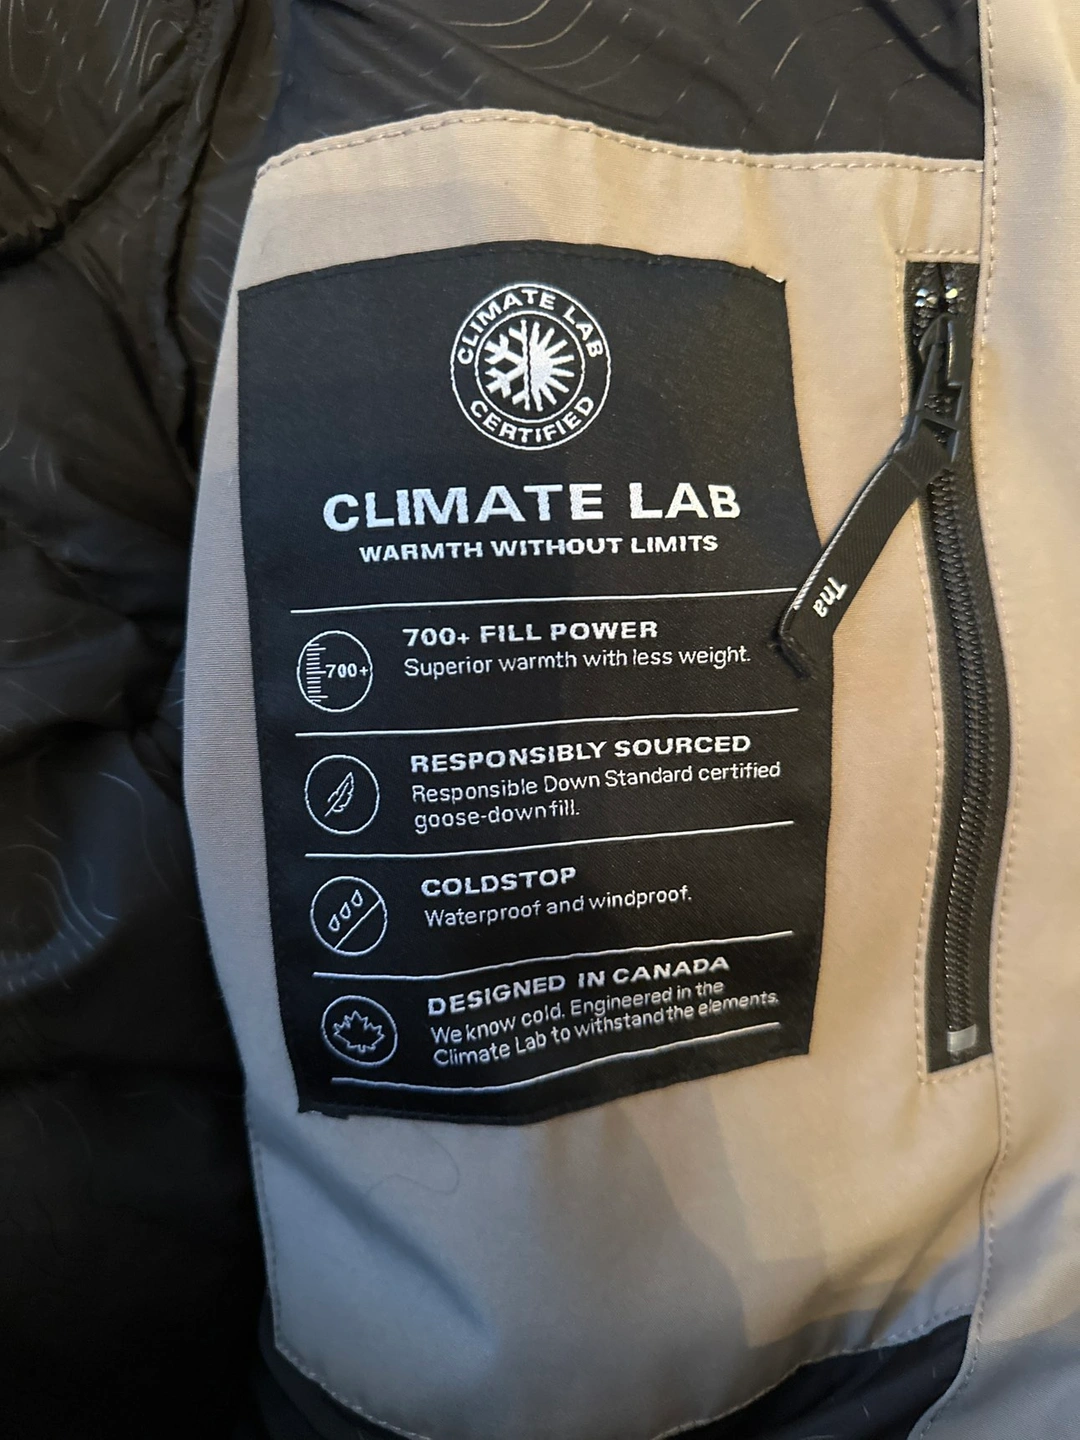 CLIMATE LAB
CERTIFIED
CLIMATE LAB
WARMTH WITHOUT LIMITS
Tna
700+ FILL POWER
700+
Superior warmth with less weight.
RESPONSIBLY SOURCED
Responsible Down Standard certified
goose-down fill.
COLDSTOP
Waterproof and windproof.
DESIGNED IN CANADA
We know cold. Engineered in the
Climate Lab to withstand the elements.